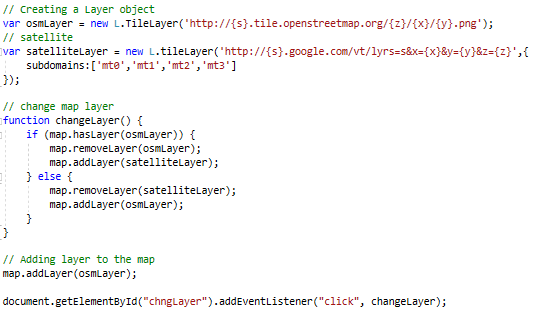 // Creating a Layer object
var osmLayer = new L.TileLayer('http://{s}.tile.openstreetmap.org/{z}/{x}/{y}.png');
// satellite
var satelliteLayer = new L.tileLayer('http://{s}.google.com/vt/lyrs=s&x={x}&y={y}&z={z}',{
    subdomains:['mt0','mt1','mt2','mt3']
});

// change map layer
function changeLayer() {
    if (map.hasLayer(osmLayer)) {
        map.removeLayer(osmLayer);
        map.addLayer(satelliteLayer);
    } else {
        map.removeLayer(satelliteLayer);
        map.addLayer(osmLayer);
    }
}

// Adding layer to the map
map.addLayer(osmLayer);

document.getElementById("chngLayer").addEventListener("click", changeLayer);